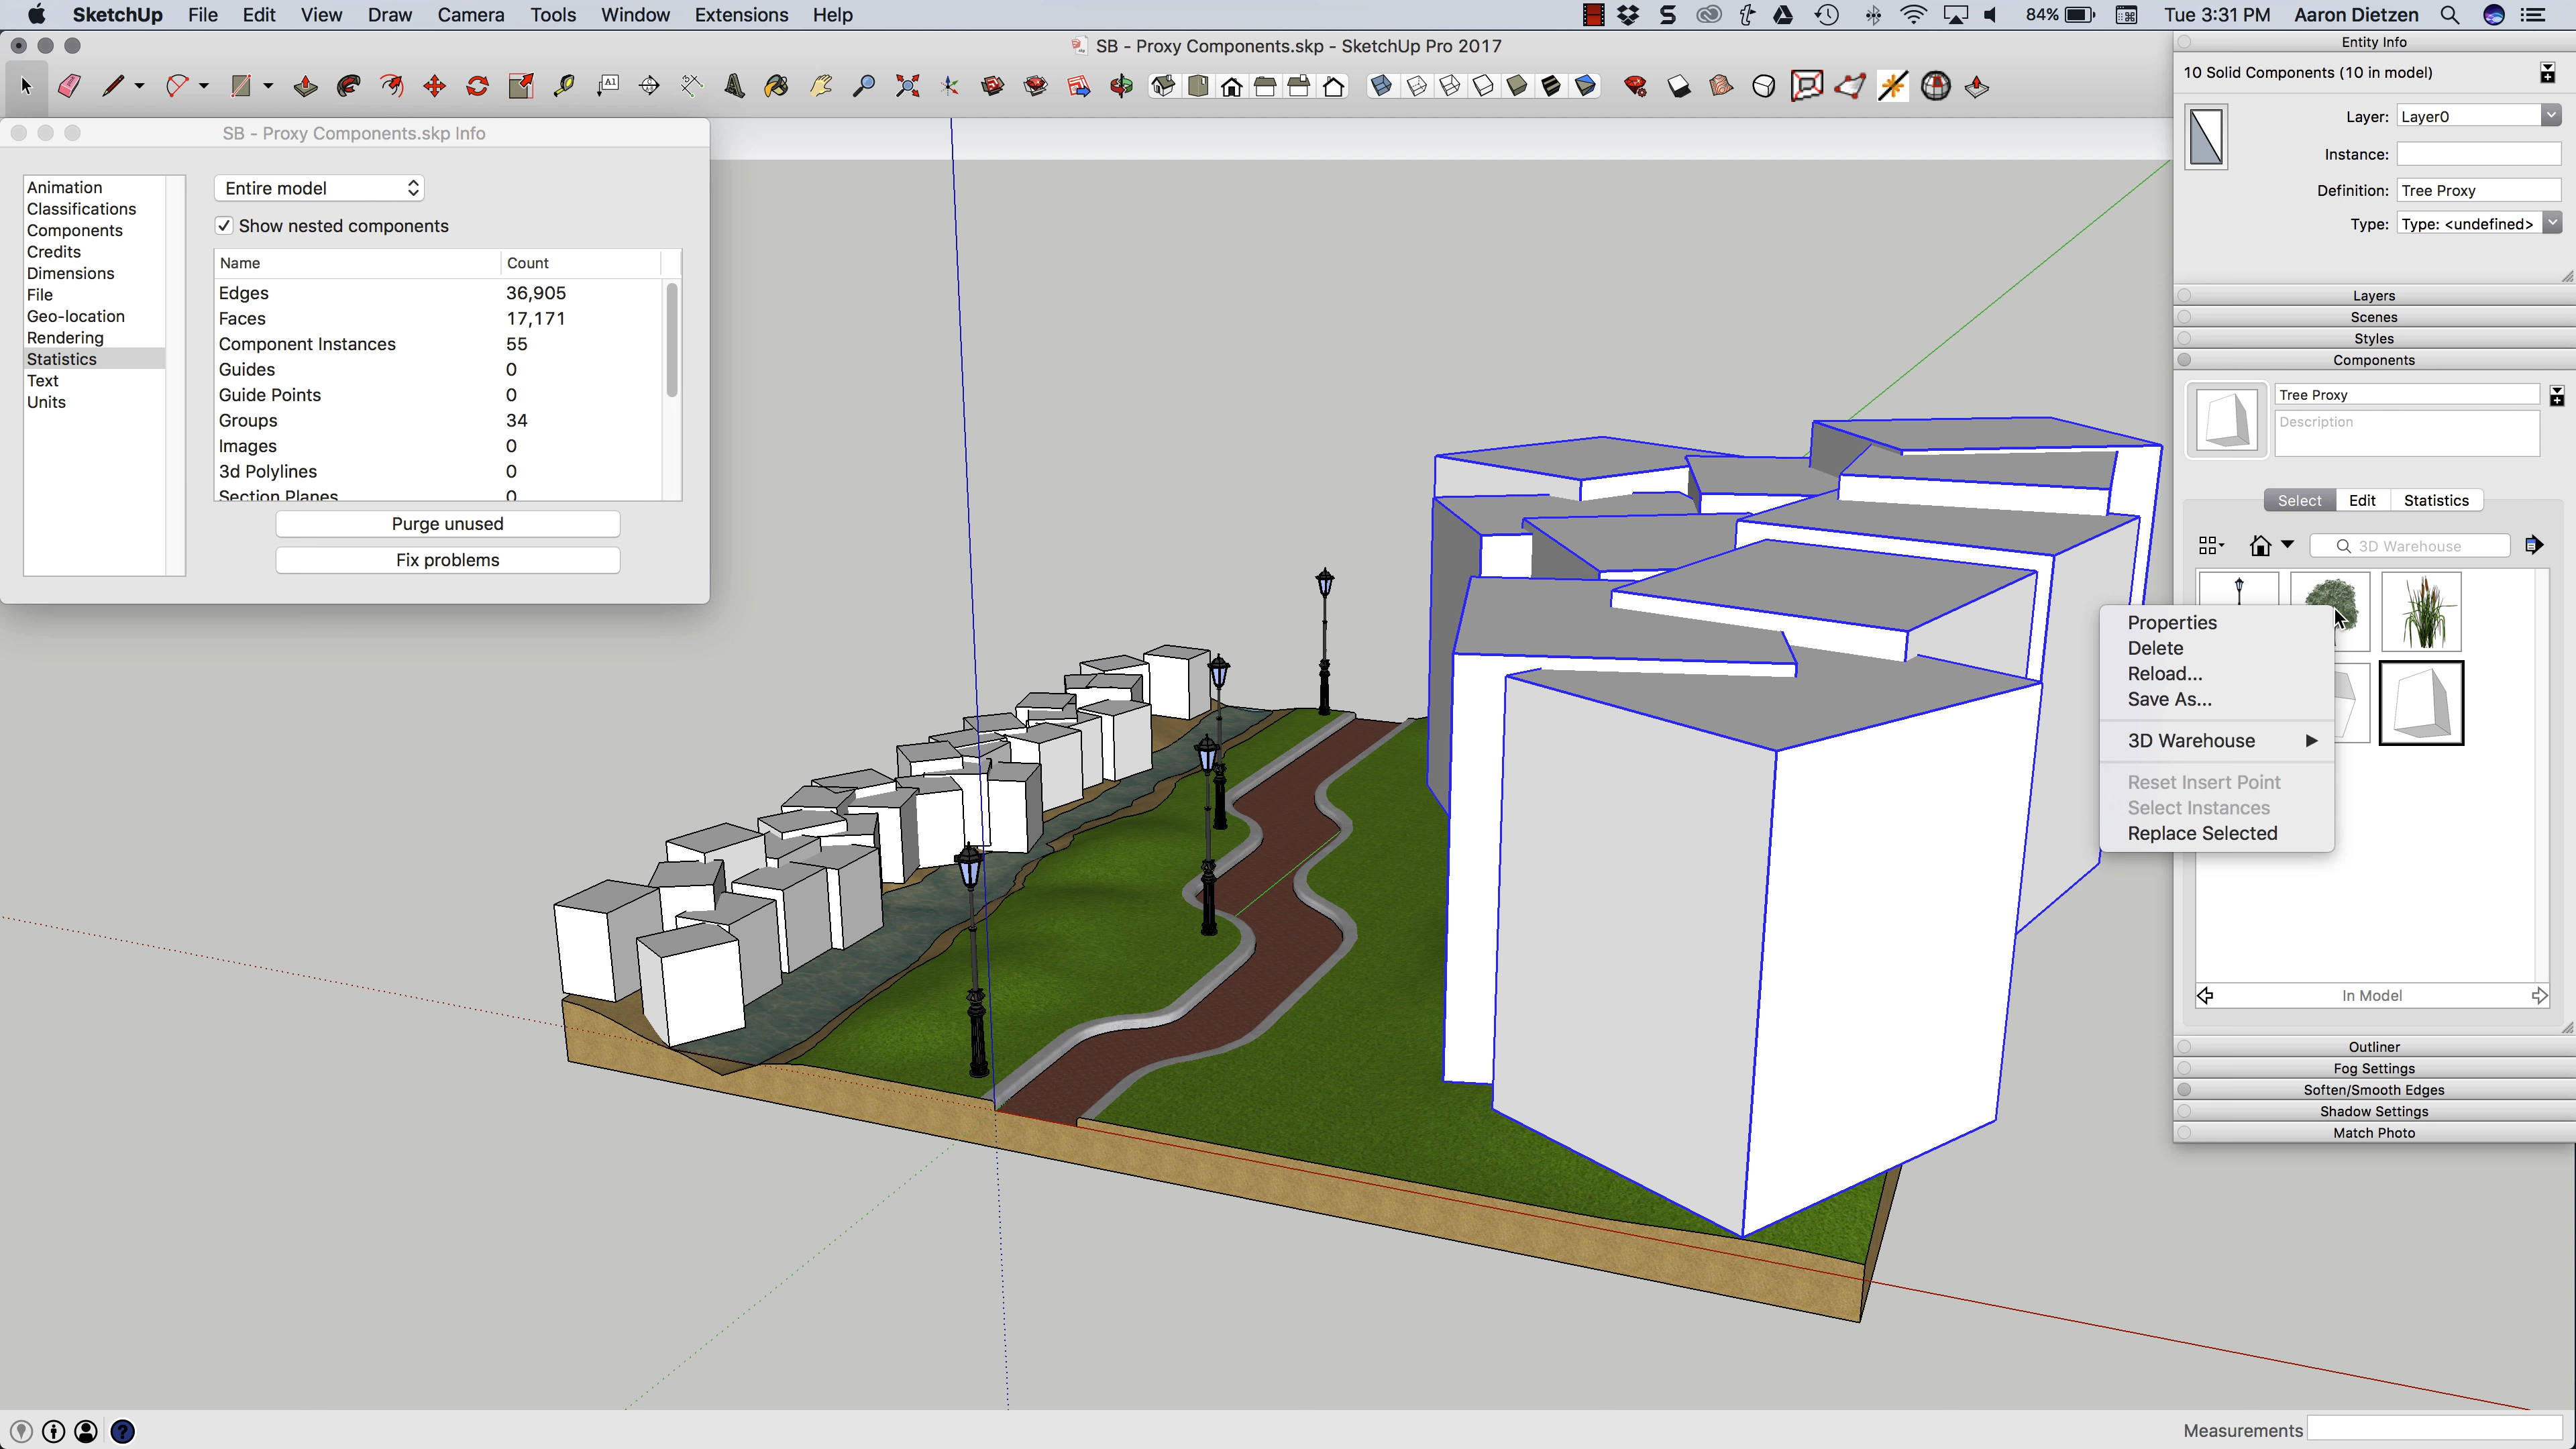 SketchUp File Edit View Draw Camera Tools Window Extensions Help 84% Tue 3:31 PM Aaron Dietzen
SB - Proxy Components.skp - SketchUp Pro 2017
A1
SB - Proxy Components.skp Info
Animation
Classifications
Components
Credits
Dimensions
File
Geo-location
Rendering
Statistics
Text
Units
Entire model
Show nested components
Name Count
Edges 36,905
Faces 17,171
Component Instances 55
Guides 0
Guide Points 0
Groups 34
Images 0
3d Polylines 0
Section Planes 0
Purge unused
Fix problems
Entity Info
10 Solid Components (10 in model)
Layer: Layer0
Instance:
Definition: Tree Proxy
Type: Type: <undefined>
Layers
Scenes
Styles
Components
Tree Proxy
Description
Select Edit Statistics
3D Warehouse
Properties
Delete
Reload...
Save As...
3D Warehouse
Reset Insert Point
Select Instances
Replace Selected
In Model
Outliner
Fog Settings
Soften/Smooth Edges
Shadow Settings
Match Photo
Measurements